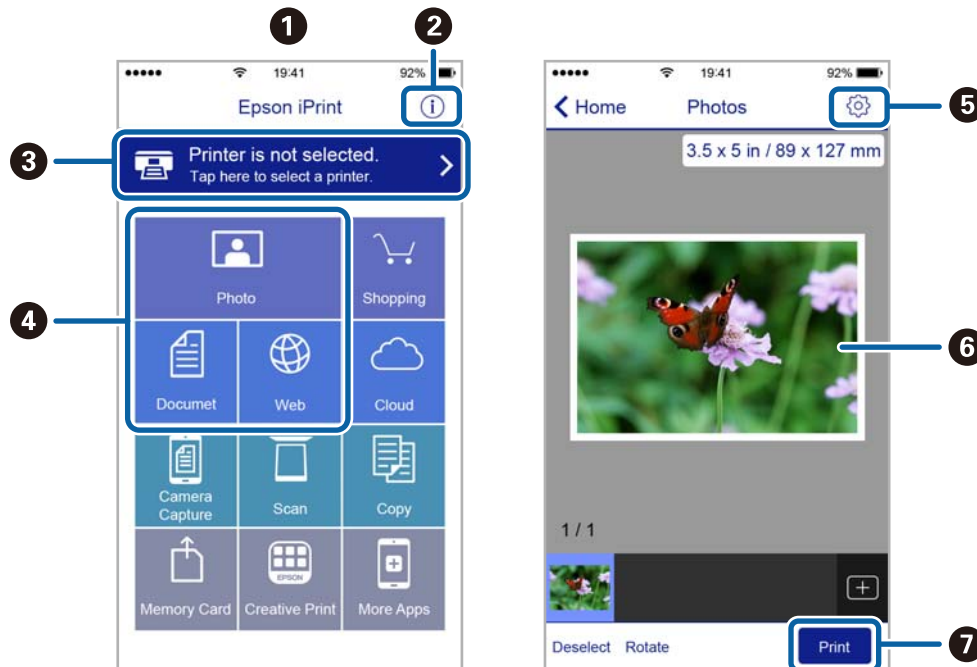 1
2
19:41
92%
Epson iPrint
3
Printer is not selected.
Tap here to select a printer.
4
Photo
Shopping
Documet
Web
Cloud
Camera
Capture
Scan
Copy
EPSON
Memory Card
Creative Print
More Apps
19:41
92%
Home
Photos
5
3.5 x 5 in / 89 x 127 mm
6
1 / 1
Deselect
Rotate
Print
7